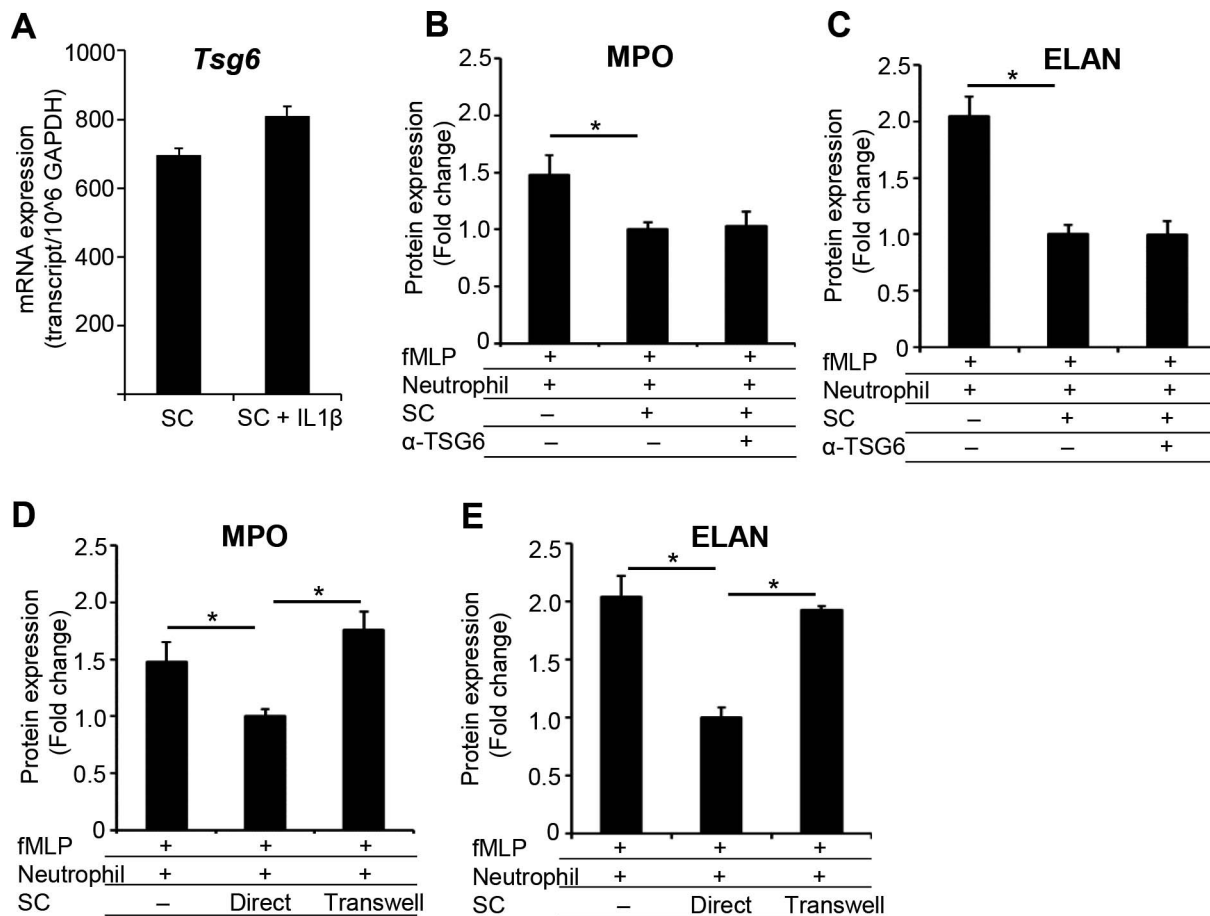 A
Tsg6
mRNA expression
(transcript/10^6 GAPDH)
1000
800
600
400
200
SC
SC + IL1β
B
MPO
Protein expression
(Fold change)
2.5
2.0
1.5
1.0
0.5
0
*
fMLP + + +
Neutrophil + + +
SC – + +
α-TSG6 – – +
C
ELAN
Protein expression
(Fold change)
2.5
2.0
1.5
1.0
0.5
0
*
fMLP + + +
Neutrophil + + +
SC – + +
α-TSG6 – – +
D
MPO
Protein expression
(Fold change)
2.5
2.0
1.5
1.0
0.5
0
*
*
fMLP + + +
Neutrophil + + +
SC – Direct Transwell
E
ELAN
Protein expression
(Fold change)
2.5
2.0
1.5
1.0
0.5
0
*
*
fMLP + + +
Neutrophil + + +
SC – Direct Transwell